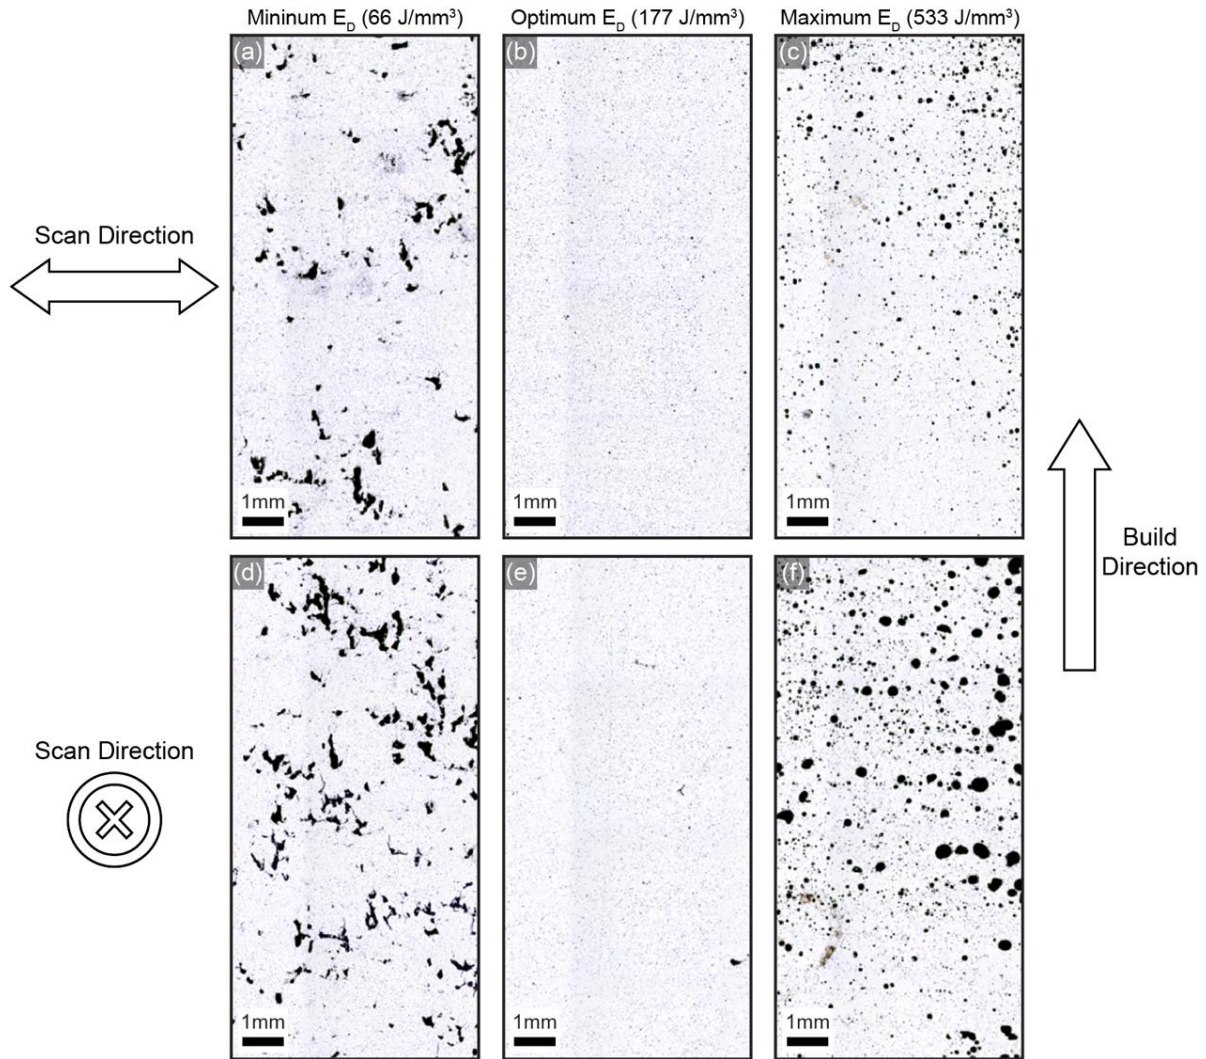 Mininum E_D (66 J/mm³)
Optimum E_D (177 J/mm³)
Maximum E_D (533 J/mm³)
(a)
(b)
(c)
Scan Direction
1mm
1mm
1mm
Build
Direction
(d)
(e)
(f)
Scan Direction
1mm
1mm
1mm